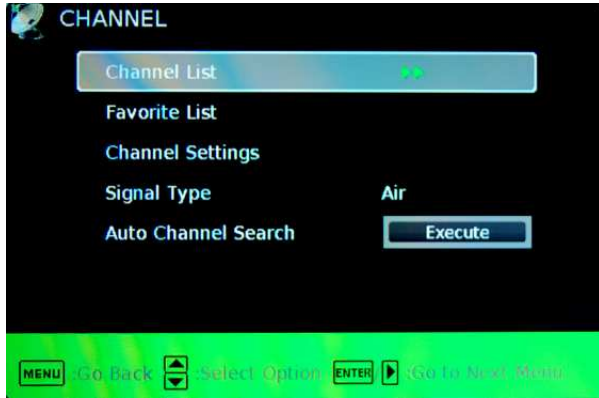 CHANNEL
Channel List
Favorite List
Channel Settings
Signal Type Air
Auto Channel Search Execute
MENU :Go Back :Select Option ENTER :Go To Next Menu